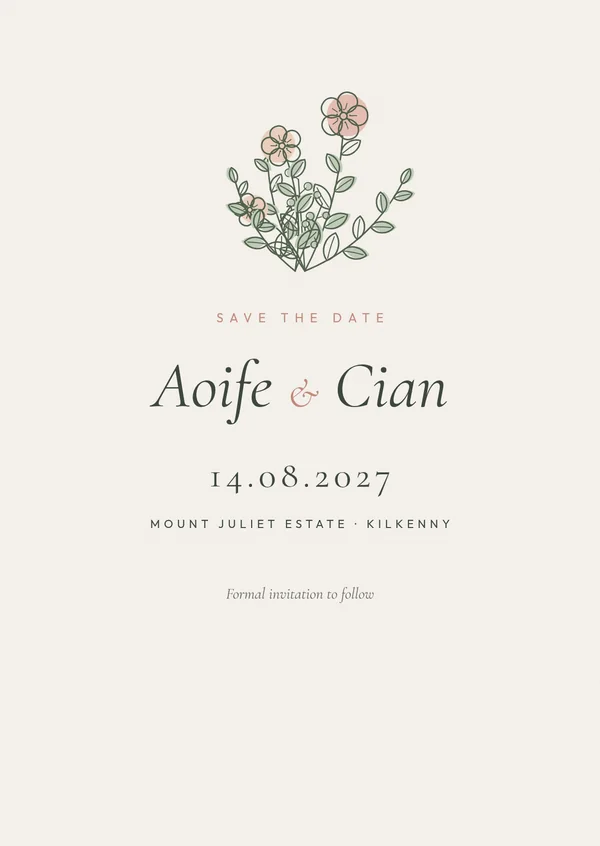 SAVE THE DATE
Aoife & Cian
14.08.2027
MOUNT JULIET ESTATE · KILKENNY
Formal invitation to follow